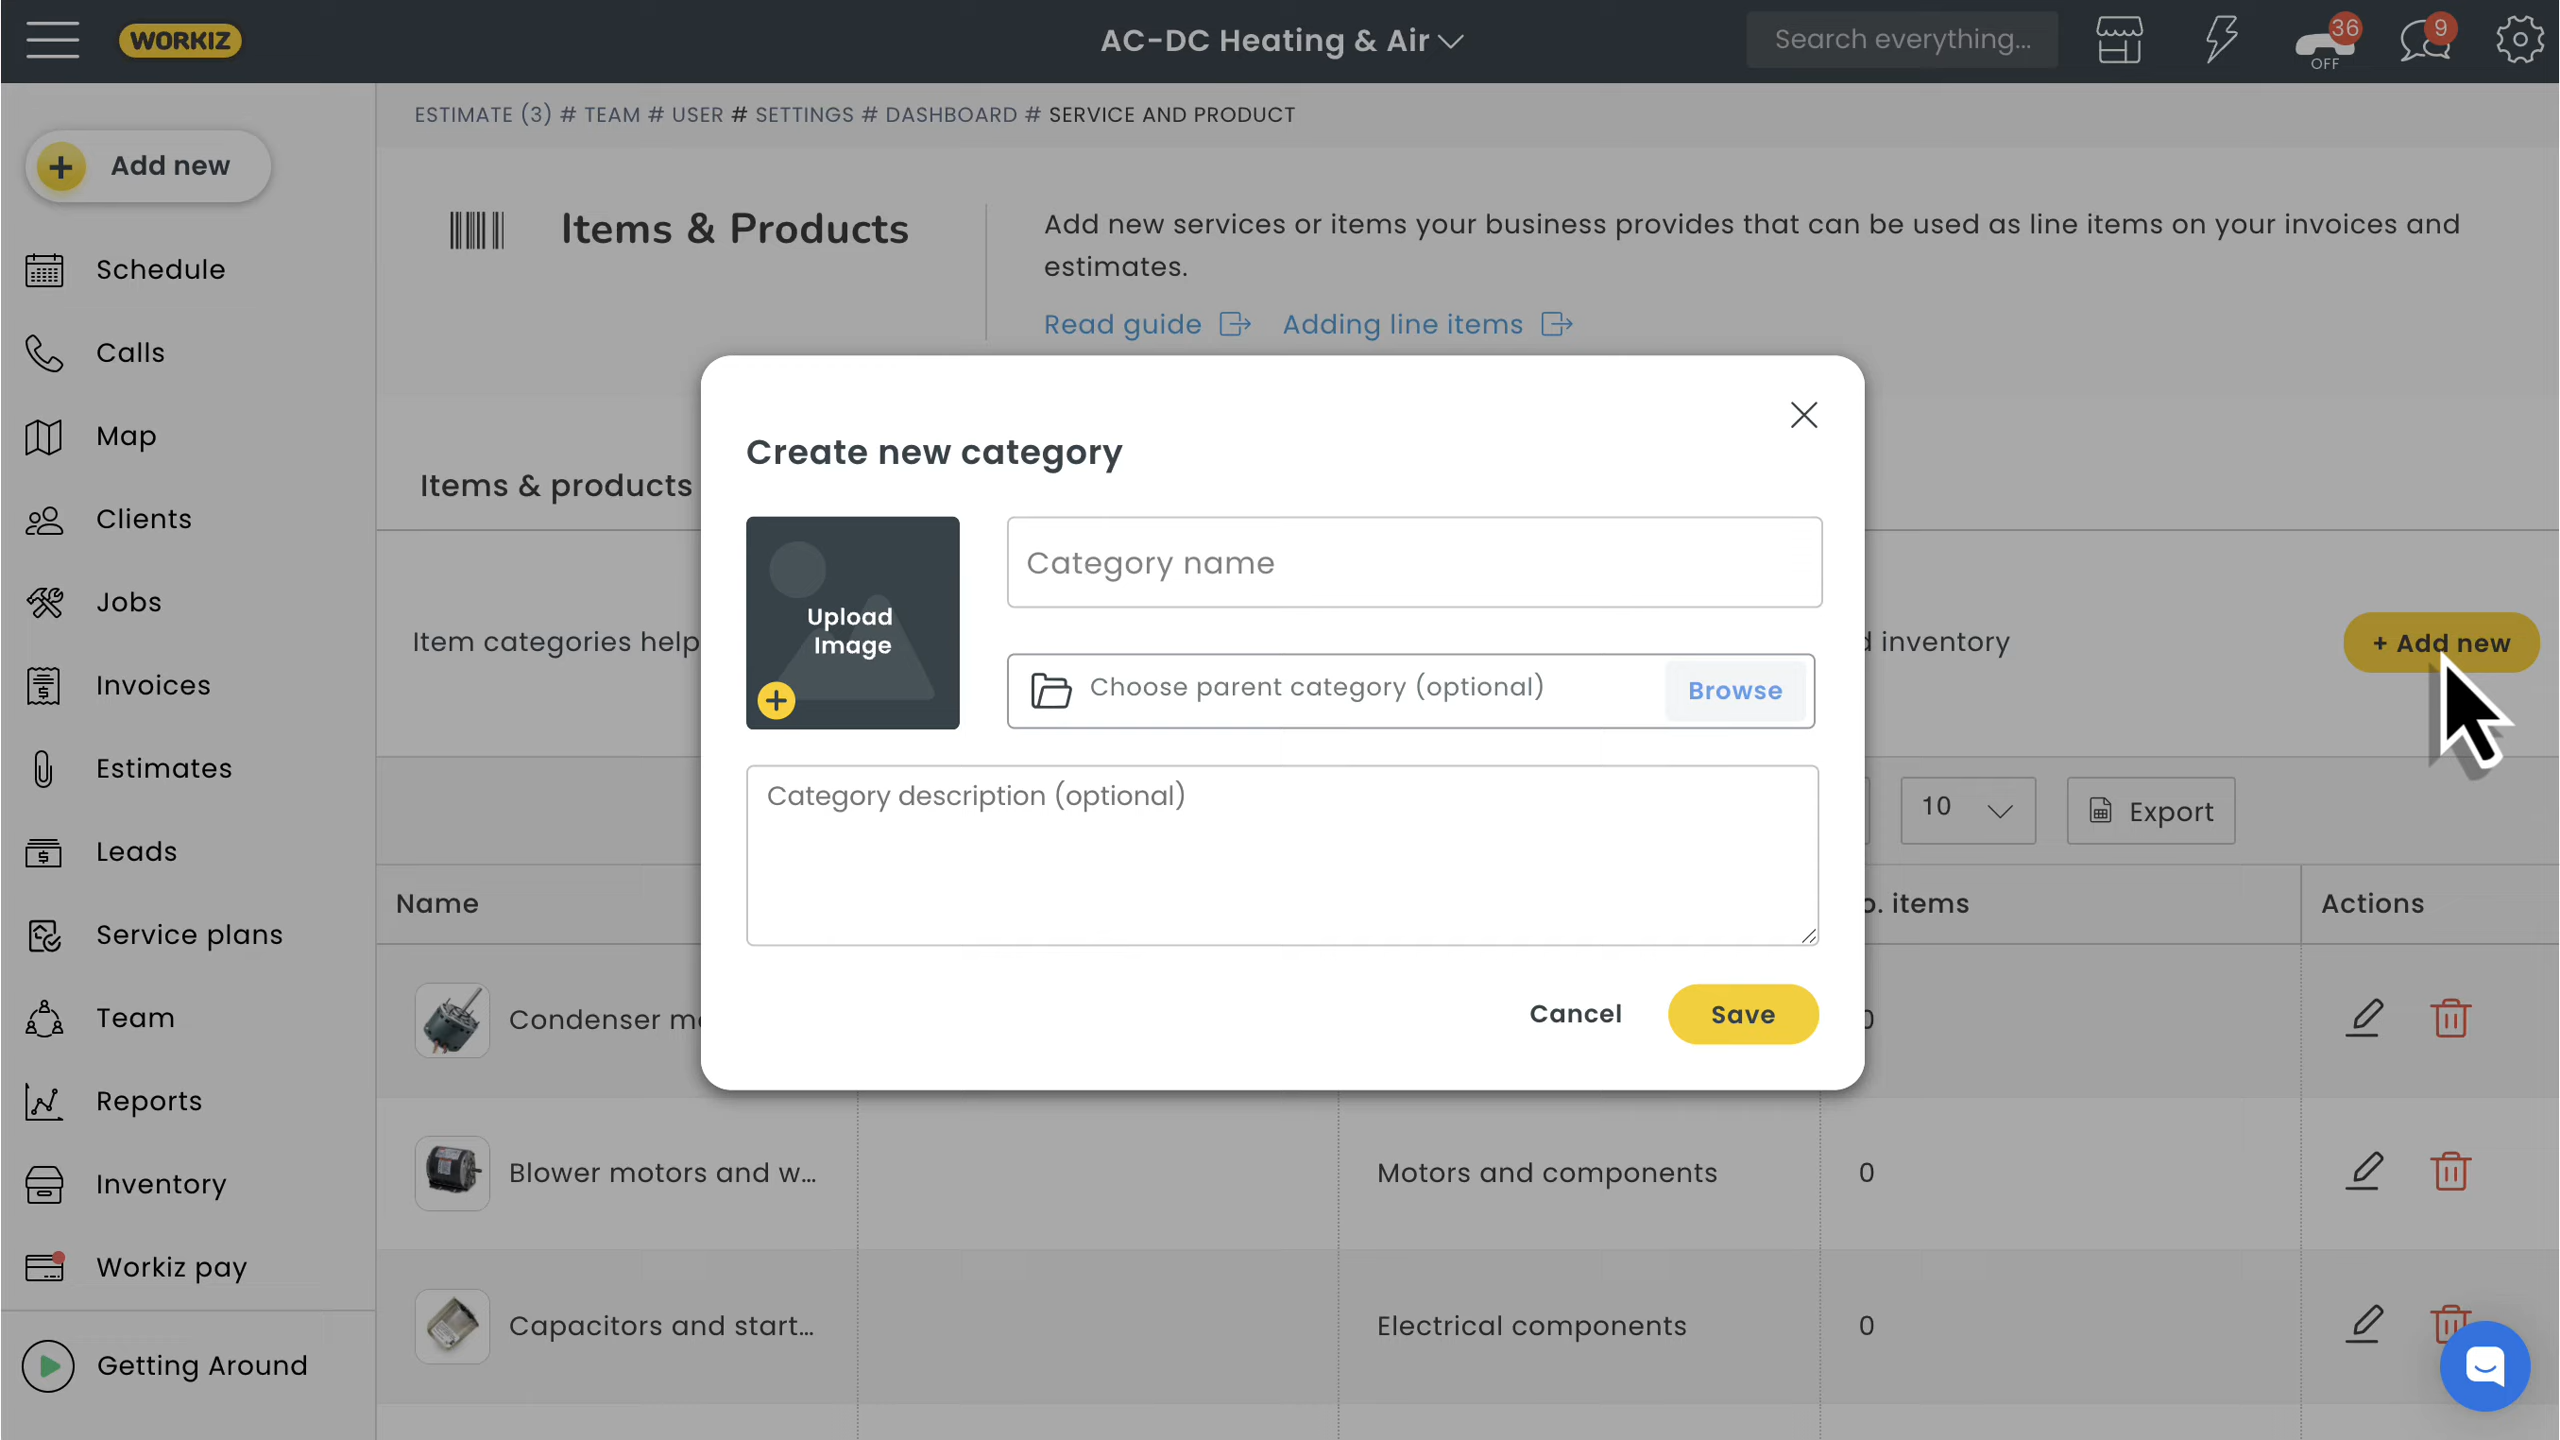 WORKIZ
AC-DC Heating & Air
Search everything...
OFF
36
9
ESTIMATE (3) # TEAM # USER # SETTINGS # DASHBOARD # SERVICE AND PRODUCT
Add new
Schedule
Calls
Map
Clients
Jobs
Invoices
Estimates
Leads
Service plans
Team
Reports
Inventory
Workiz pay
Getting Around
Items & Products
Add new services or items your business provides that can be used as line items on your invoices and
estimates.
Read guide
Adding line items
Items & products
Item categories help
inventory
+ Add new
10
Export
Name
items
Actions
Condenser
Blower motors and w...
Motors and components
0
Capacitors and start...
Electrical components
0
Create new category
Upload
Image
Category name
Choose parent category (optional)
Browse
Category description (optional)
Cancel
Save